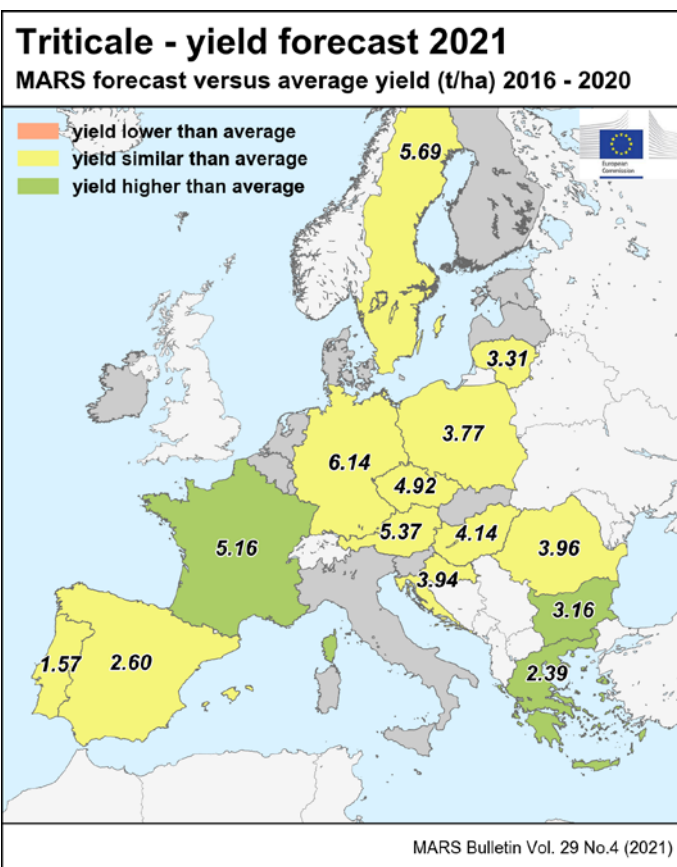 Triticale - yield forecast 2021
MARS forecast versus average yield (t/ha) 2016 - 2020
yield lower than average
yield similar than average
yield higher than average
European
Commission
5.69
3.31
3.77
6.14
4.92
5.37
4.14
3.96
5.16
3.94
3.16
1.57
2.60
2.39
MARS Bulletin Vol. 29 No.4 (2021)